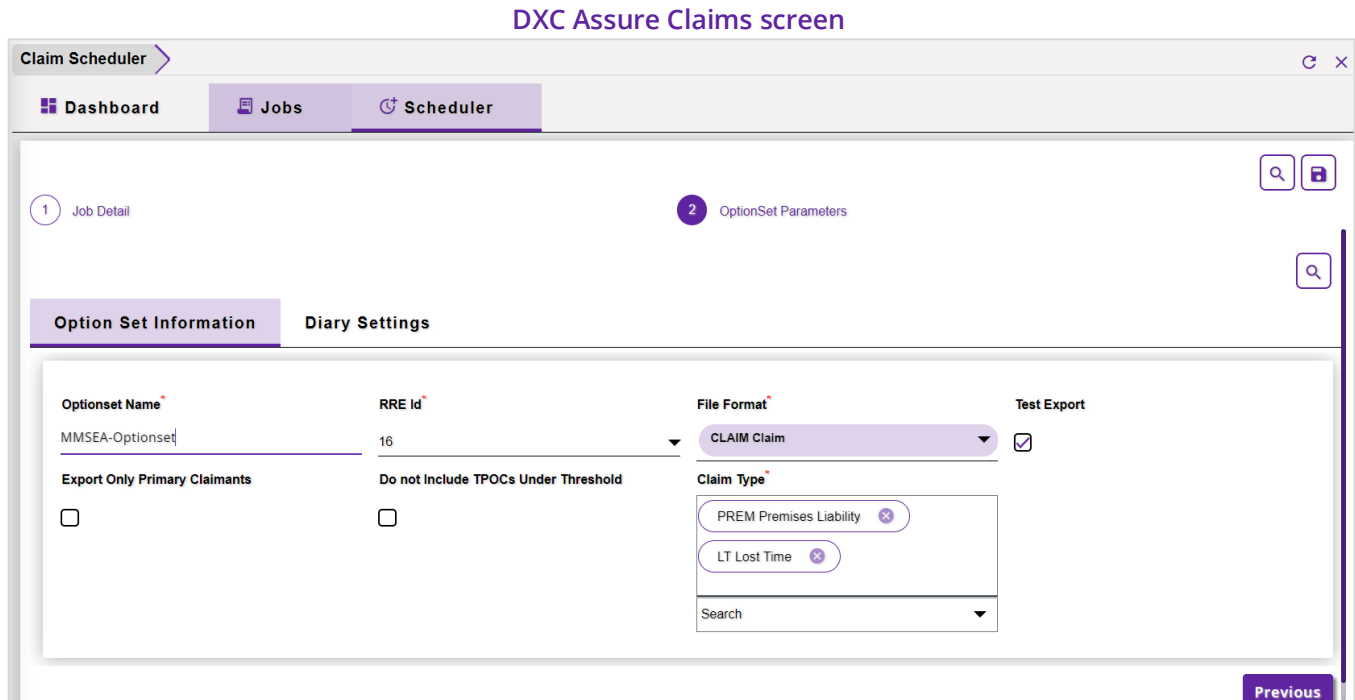 DXC Assure Claims screen
Claim Scheduler
Dashboard Jobs Scheduler
1 Job Detail 2 OptionSet Parameters
Option Set Information Diary Settings
Optionset Name* RRE Id* File Format* Test Export
MMSEA-Optionset 16 CLAIM Claim
Export Only Primary Claimants Do not Include TPOCs Under Threshold Claim Type*
PREM Premises Liability
LT Lost Time
Search
Previous